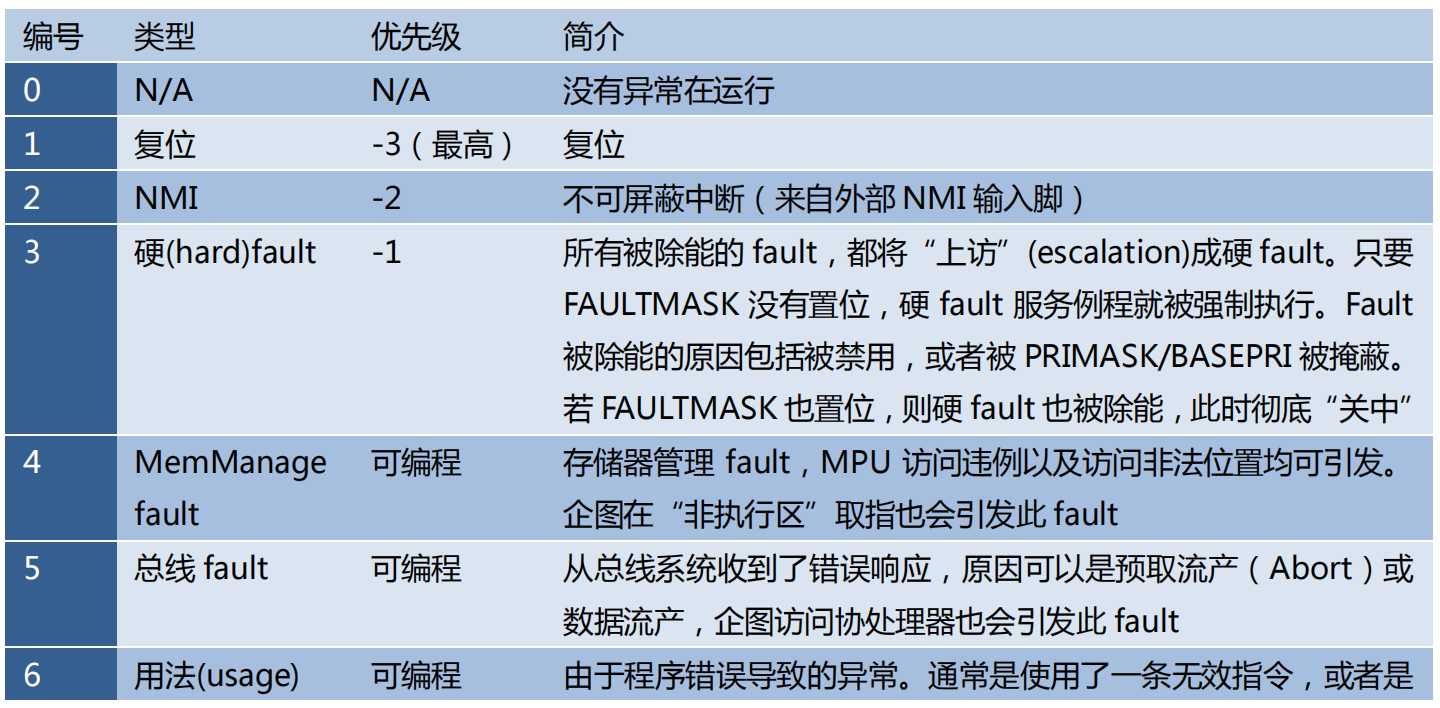 编号 类型 优先级 简介
0 N/A N/A 没有异常在运行
1 复位 -3（最高） 复位
2 NMI -2 不可屏蔽中断（来自外部 NMI 输入脚）
3 硬(hard)fault -1 所有被除能的 fault，都将“上访”(escalation)成硬 fault。只要
FAULTMASK 没有置位，硬 fault 服务例程就被强制执行。Fault
被除能的原因包括被禁用，或者被 PRIMASK/BASEPRI 被掩蔽。
若 FAULTMASK 也置位，则硬 fault 也被除能，此时彻底“关中”
4 MemManage 可编程 存储器管理 fault，MPU 访问违例以及访问非法位置均可引发。
fault 企图在“非执行区”取指也会引发此 fault
5 总线 fault 可编程 从总线系统收到了错误响应，原因可以是预取流产（Abort）或
数据流产，企图访问协处理器也会引发此 fault
6 用法(usage) 可编程 由于程序错误导致的异常。通常是使用了一条无效指令，或者是